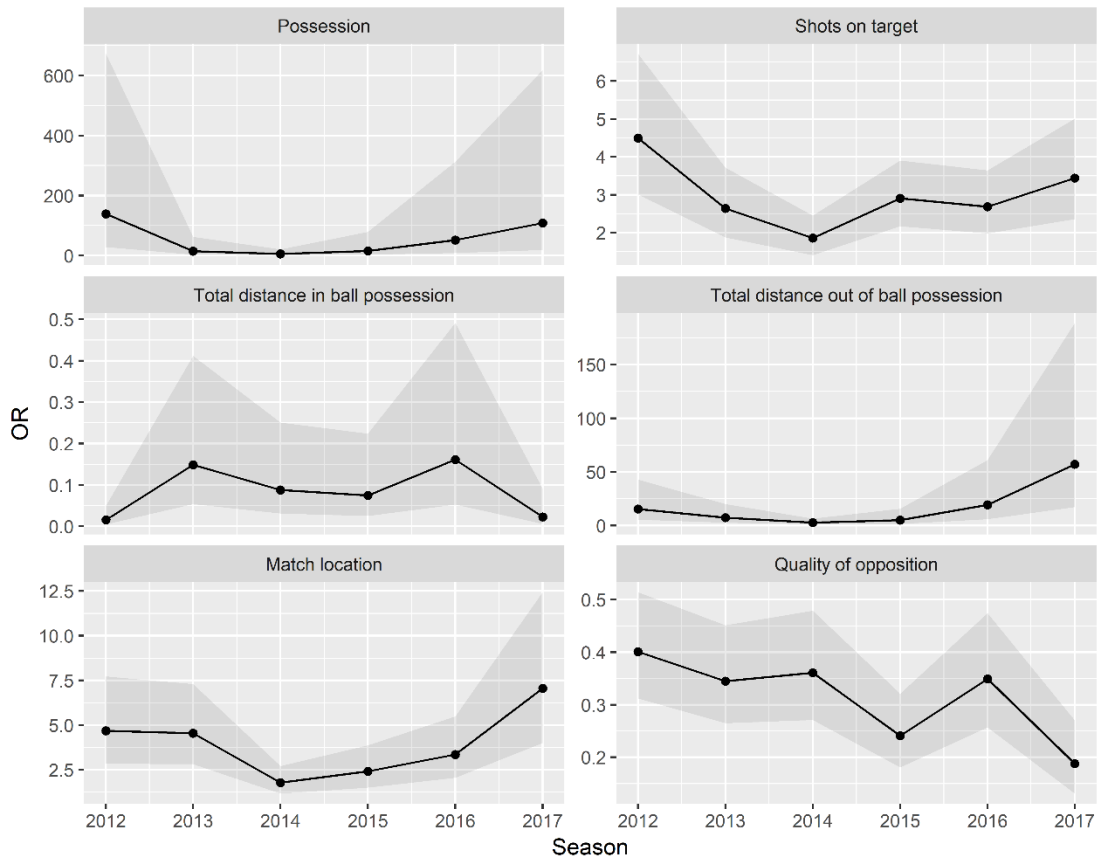 Possession
Shots on target
600
400
200
0
6
5
4
3
2
Total distance in ball possession
Total distance out of ball possession
0.5
0.4
0.3
0.2
0.1
0.0
150
100
50
0
OR
Match location
Quality of opposition
12.5
10.0
7.5
5.0
2.5
0.5
0.4
0.3
0.2
2012 2013 2014 2015 2016 2017
2012 2013 2014 2015 2016 2017
Season